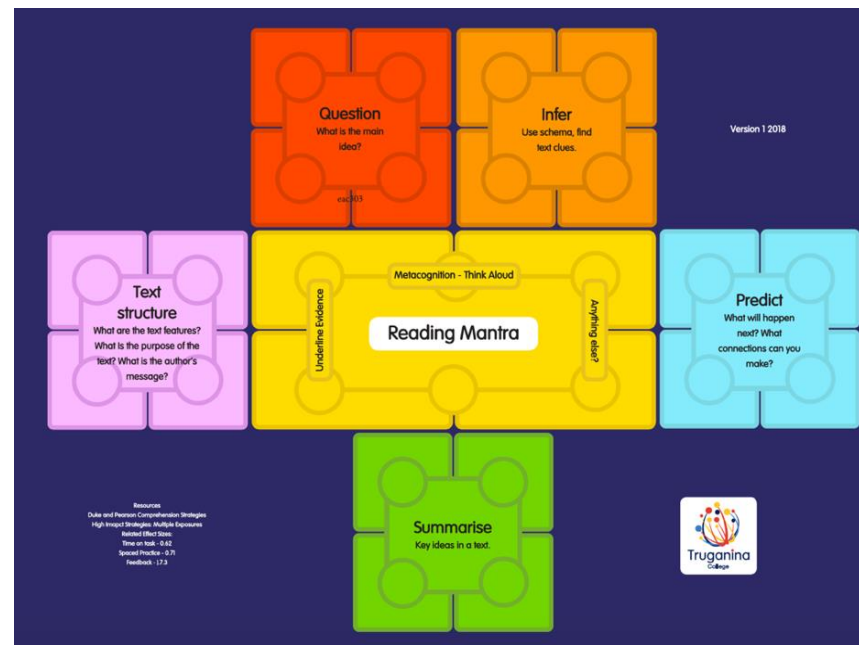 Question
What is the main
idea?
eac303
Infer
Use schema, find
text clues.
Version 1 2018
Text
structure
What are the text features?
What is the purpose of the
text? What is the author's
message?
Metacognition - Think Aloud
Underline Evidence
Reading Mantra
Anything else?
Predict
What will happen
next? What
connections can you
make?
Summarise
Key ideas in a text.
Resources
Duke and Pearson Comprehension Strategies
High Imapct Strategies: Multiple Exposures
Related Effect Sizes:
Time on task - 0.62
Spaced Practice - 0.71
Feedback - j.7.3
Truganina
College